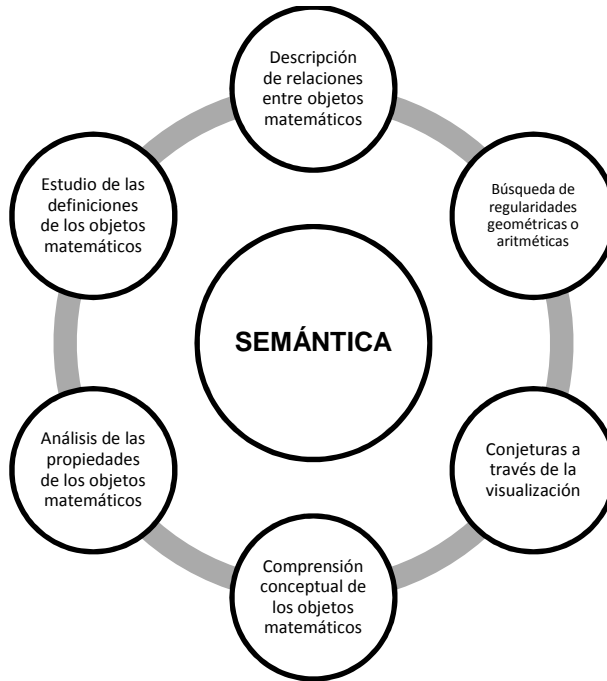 Descripción
de relaciones
entre objetos
matemáticos
Búsqueda de
regularidades
geométricas o
aritméticas
Conjeturas a
través de la
visualización
Comprensión
conceptual de
los objetos
matemáticos
Análisis de las
propiedades
de los objetos
matemáticos
Estudio de las
definiciones
de los objetos
matemáticos
SEMÁNTICA